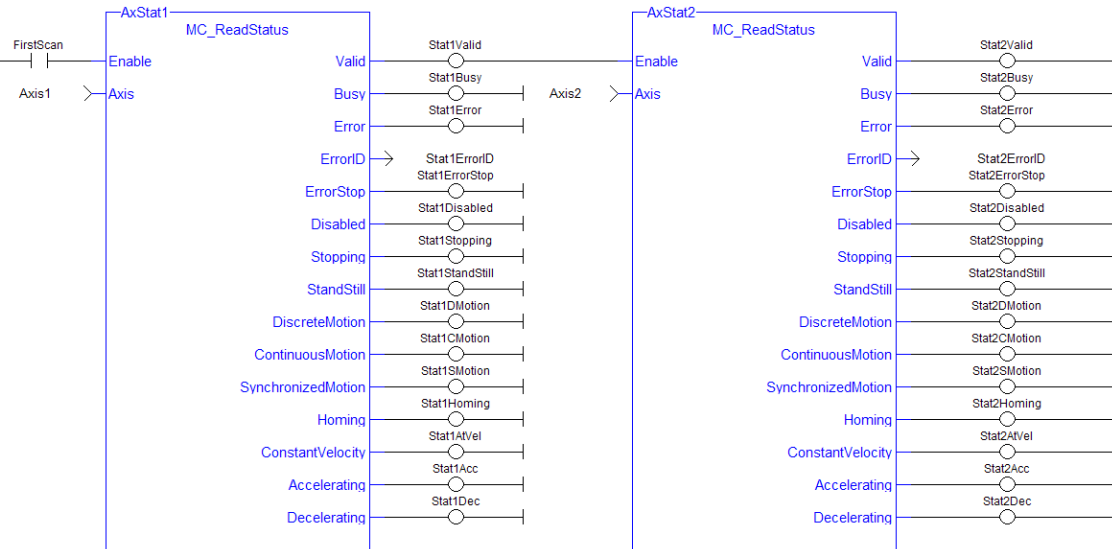 AxStat1
MC_ReadStatus
FirstScan
Enable
Axis1
Axis
Valid
Stat1Valid
Busy
Stat1Busy
Error
Stat1Error
ErrorID
Stat1ErrorID
ErrorStop
Stat1ErrorStop
Disabled
Stat1Disabled
Stopping
Stat1Stopping
StandStill
Stat1StandStill
DiscreteMotion
Stat1DMotion
ContinuousMotion
Stat1CMotion
SynchronizedMotion
Stat1SMotion
Homing
Stat1Homing
ConstantVelocity
Stat1AtVel
Accelerating
Stat1Acc
Decelerating
Stat1Dec
AxStat2
MC_ReadStatus
Enable
Axis2
Axis
Valid
Stat2Valid
Busy
Stat2Busy
Error
Stat2Error
ErrorID
Stat2ErrorID
ErrorStop
Stat2ErrorStop
Disabled
Stat2Disabled
Stopping
Stat2Stopping
StandStill
Stat2StandStill
DiscreteMotion
Stat2DMotion
ContinuousMotion
Stat2CMotion
SynchronizedMotion
Stat2SMotion
Homing
Stat2Homing
ConstantVelocity
Stat2AtVel
Accelerating
Stat2Acc
Decelerating
Stat2Dec